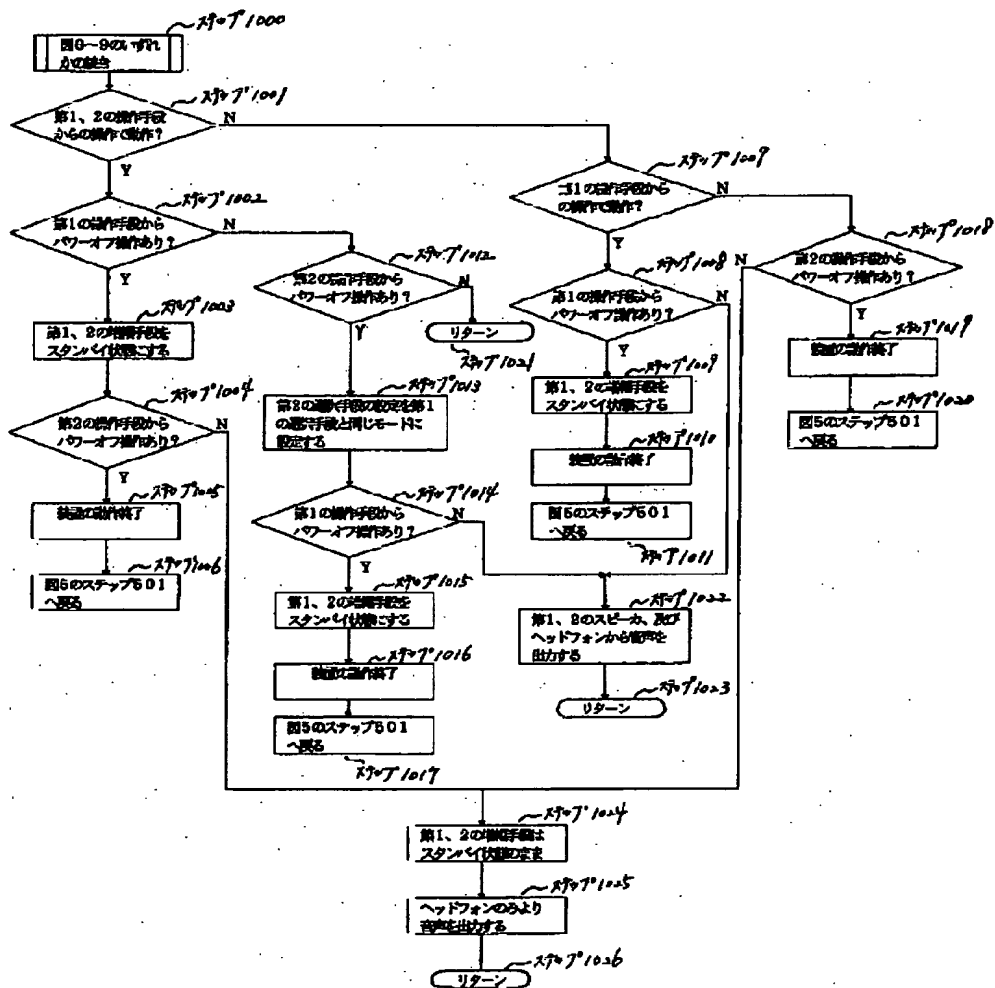 ステップ1000
図6〜9のいずれ
かの
ステップ1001
第1、2の操作手段
からの操作で動作?
N
Y
ステップ1002
第1の操作手段から
パワーオフ操作あり?
N
Y
ステップ1003
第1、2の増幅手段を
スタンバイ状態にする
ステップ1004
第2の操作手段から
パワーオフ操作あり?
N
Y
ステップ1005
装置の動作終了
ステップ1006
図5のステップ501
へ戻る
ステップ1012
第2の操作手段から
パワーオフ操作あり?
N
Y
リターン
ステップ1021
ステップ1013
第2の選択手段の設定を第1
の選択手段と同じモードに
設定する
ステップ1014
第1の操作手段から
パワーオフ操作あり?
N
Y
ステップ1015
第1、2の増幅手段を
スタンバイ状態にする
ステップ1016
装置の動作終了
図5のステップ501
へ戻る
ステップ1017
ステップ1007
第1の操作手段から
の操作で動作?
N
Y
ステップ1008
第1の操作手段から
パワーオフ操作あり?
N
Y
ステップ1009
第1、2の増幅手段を
スタンバイ状態にする
ステップ1010
装置の動作終了
図5のステップ501
へ戻る
ステップ1011
ステップ1022
第1、2のスピーカ、及び
ヘッドフォンから音声を
出力する
ステップ1023
リターン
ステップ1018
N
第2の操作手段から
パワーオフ操作あり?
Y
ステップ1019
装置の動作終了
ステップ1020
図5のステップ501
へ戻る
ステップ1024
第1、2の増幅手段は
スタンバイ状態のまま
ステップ1025
ヘッドフォンのみより
音声を出力する
ステップ1026
リターン